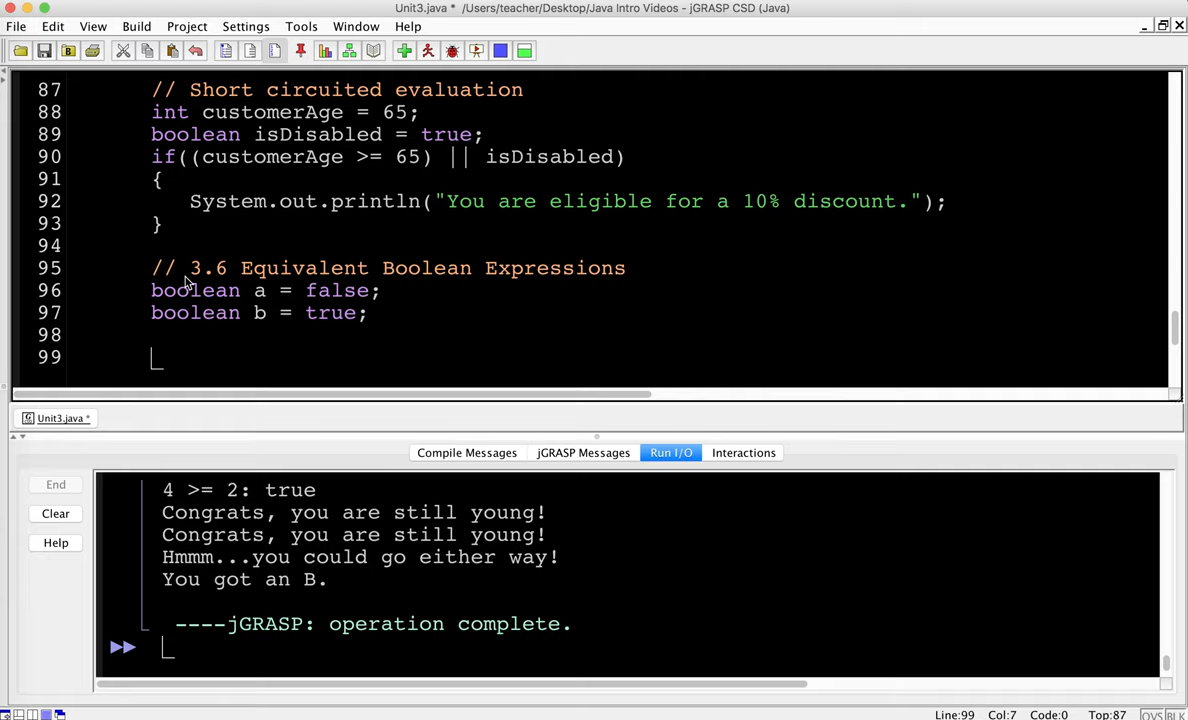 Unit3.java * /Users/teacher/Desktop/Java Intro Videos - jGRASP CSD (Java)
File Edit View Build Project Settings Tools Window Help
87 // Short circuited evaluation
88 int customerAge = 65;
89 boolean isDisabled = true;
90 if((customerAge >= 65) || isDisabled)
91 {
92 System.out.println("You are eligible for a 10% discount.");
93 }
94
95 // 3.6 Equivalent Boolean Expressions
96 boolean a = false;
97 boolean b = true;
98
99
Unit3.java *
Compile Messages jGRASP Messages Run I/O Interactions
End
Clear
Help
4 >= 2: true
Congrats, you are still young!
Congrats, you are still young!
Hmmm...you could go either way!
You got an B.
----jGRASP: operation complete.
Line:99 Col:7 Code:0 Top:87 OVS BLK